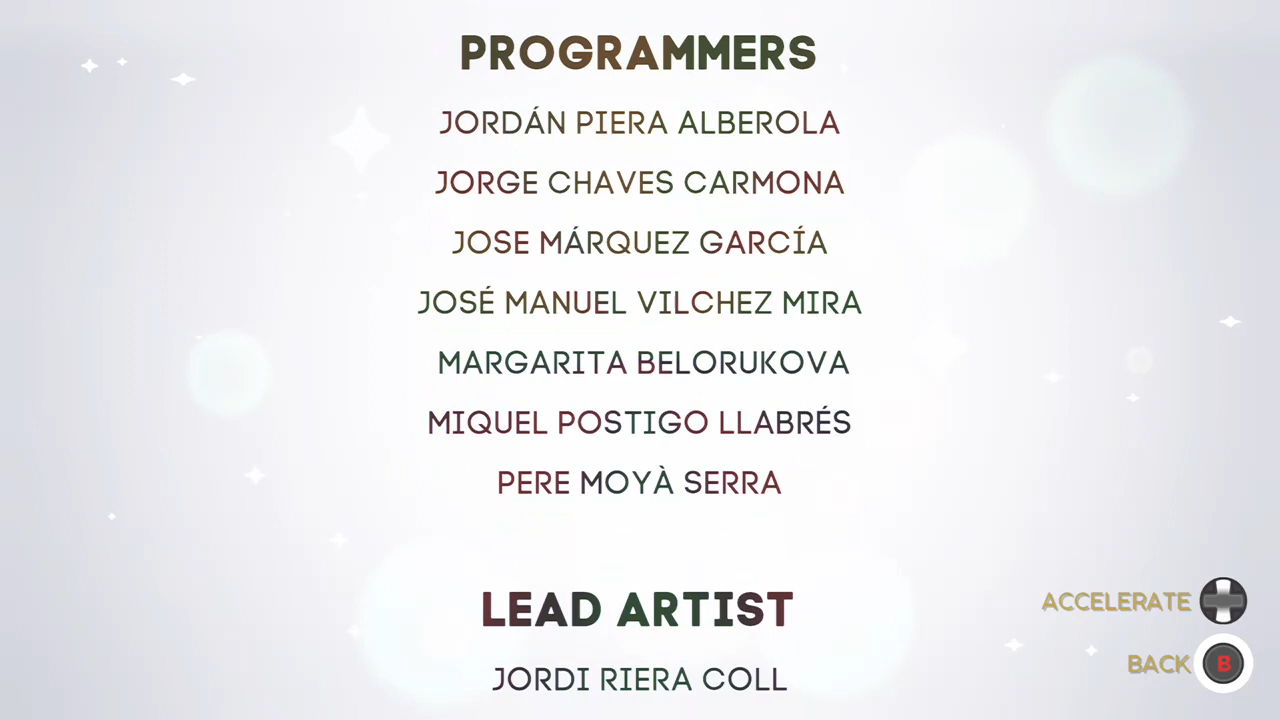 PROGRAMMERS
JORDÁN PIERA ALBEROLA
JORGE CHAVES CARMONA
JOSE MÁRQUEZ GARCÍA
JOSÉ MANUEL VILCHEZ MIRA
MARGARITA BELORUKOVA
MIQUEL POSTIGO LLABRÉS
PERE MOYÀ SERRA
LEAD ARTIST
JORDI RIERA COLL
ACCELERATE
BACK B